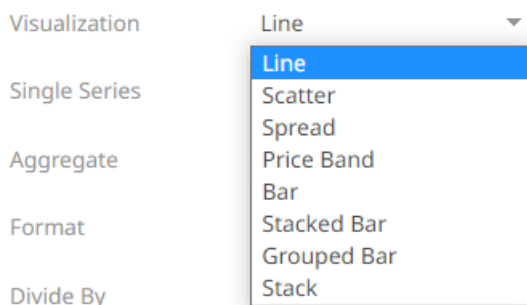 Visualization Line
Line
Single Series
Scatter
Spread
Aggregate
Price Band
Bar
Format
Stacked Bar
Grouped Bar
Divide By
Stack